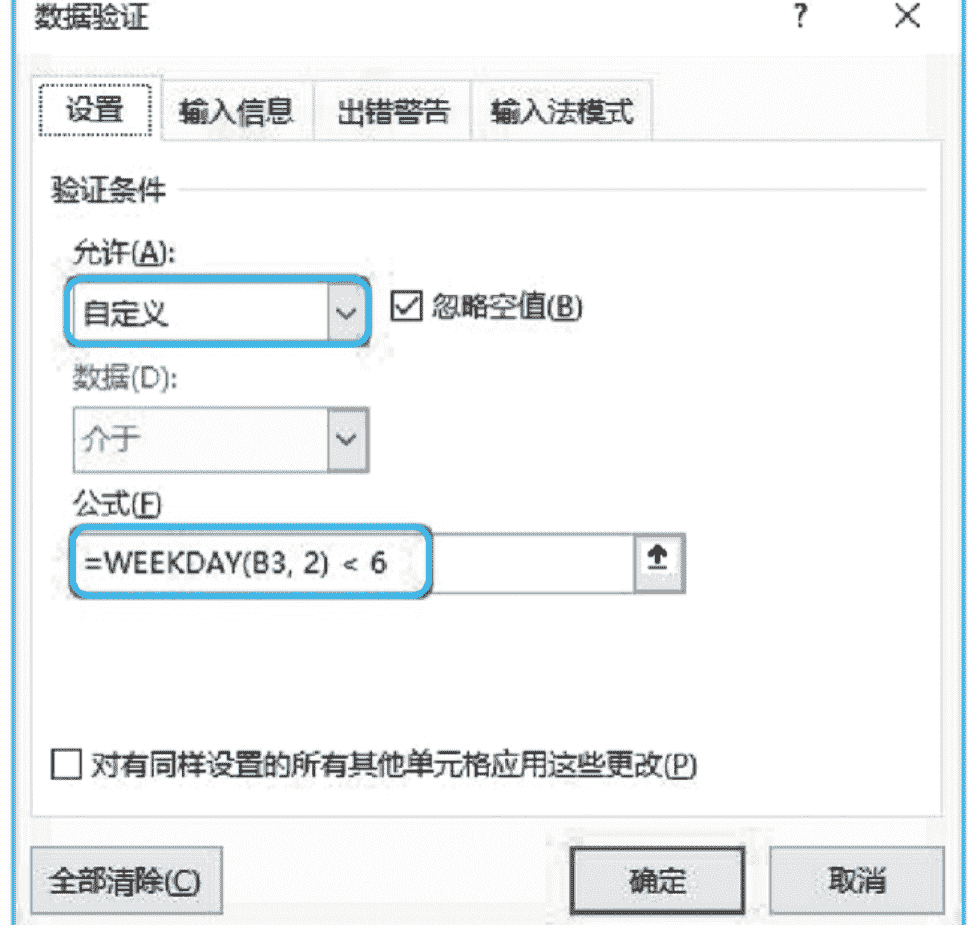 数据验证 ? ×
设置 输入信息 出错警告 输入法模式
验证条件
允许(A):
自定义 忽略空值(B)
数据(D):
介于
公式(F)
=WEEKDAY(B3, 2) < 6
对有同样设置的所有其他单元格应用这些更改(P)
全部清除(C) 确定 取消